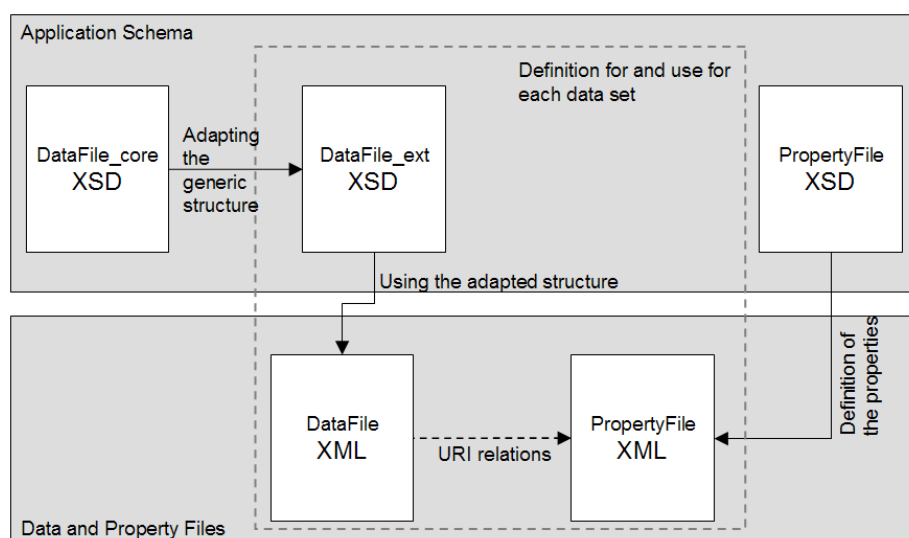 Application Schema
Definition for and use for
each data set
DataFile_core
XSD
Adapting
the
generic
structure
DataFile_ext
XSD
PropertyFile
XSD
Using the adapted structure
DataFile
XML
URI relations
PropertyFile
XML
Definition of
the properties
Data and Property Files